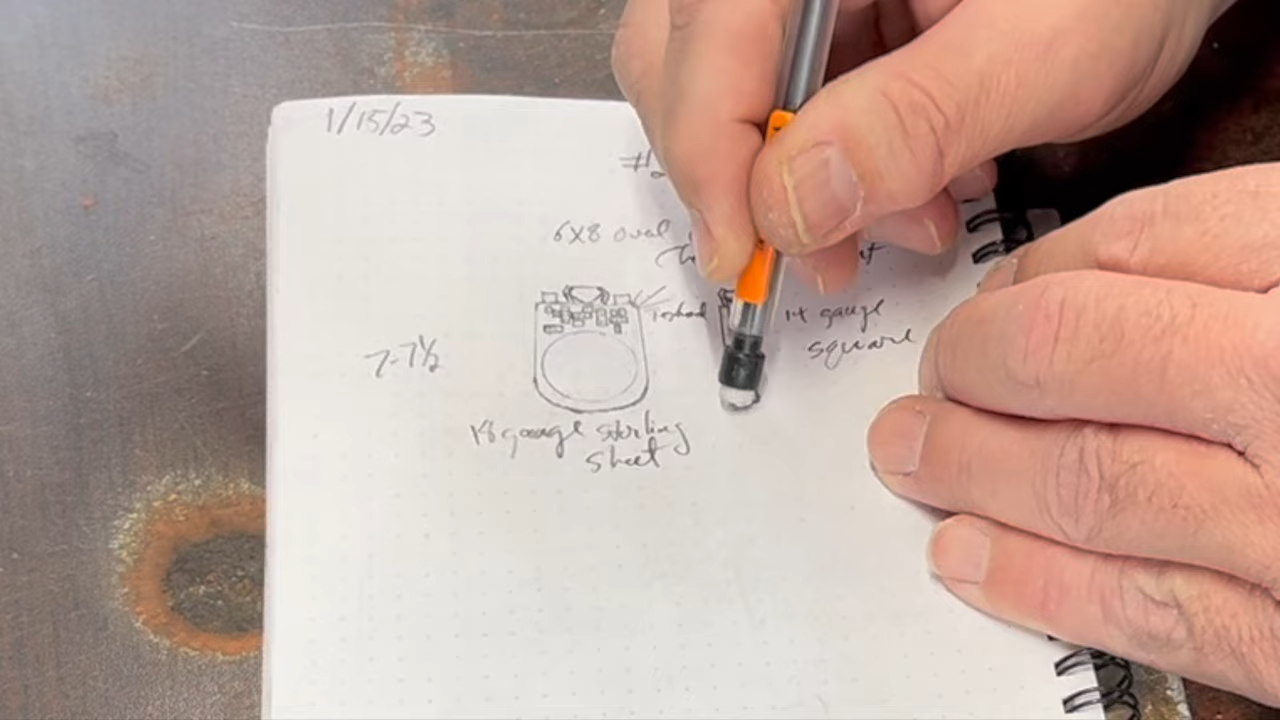 1/15/23
6x8 oval
14 gauge
square
7-7½
18 gauge sterling
sheet